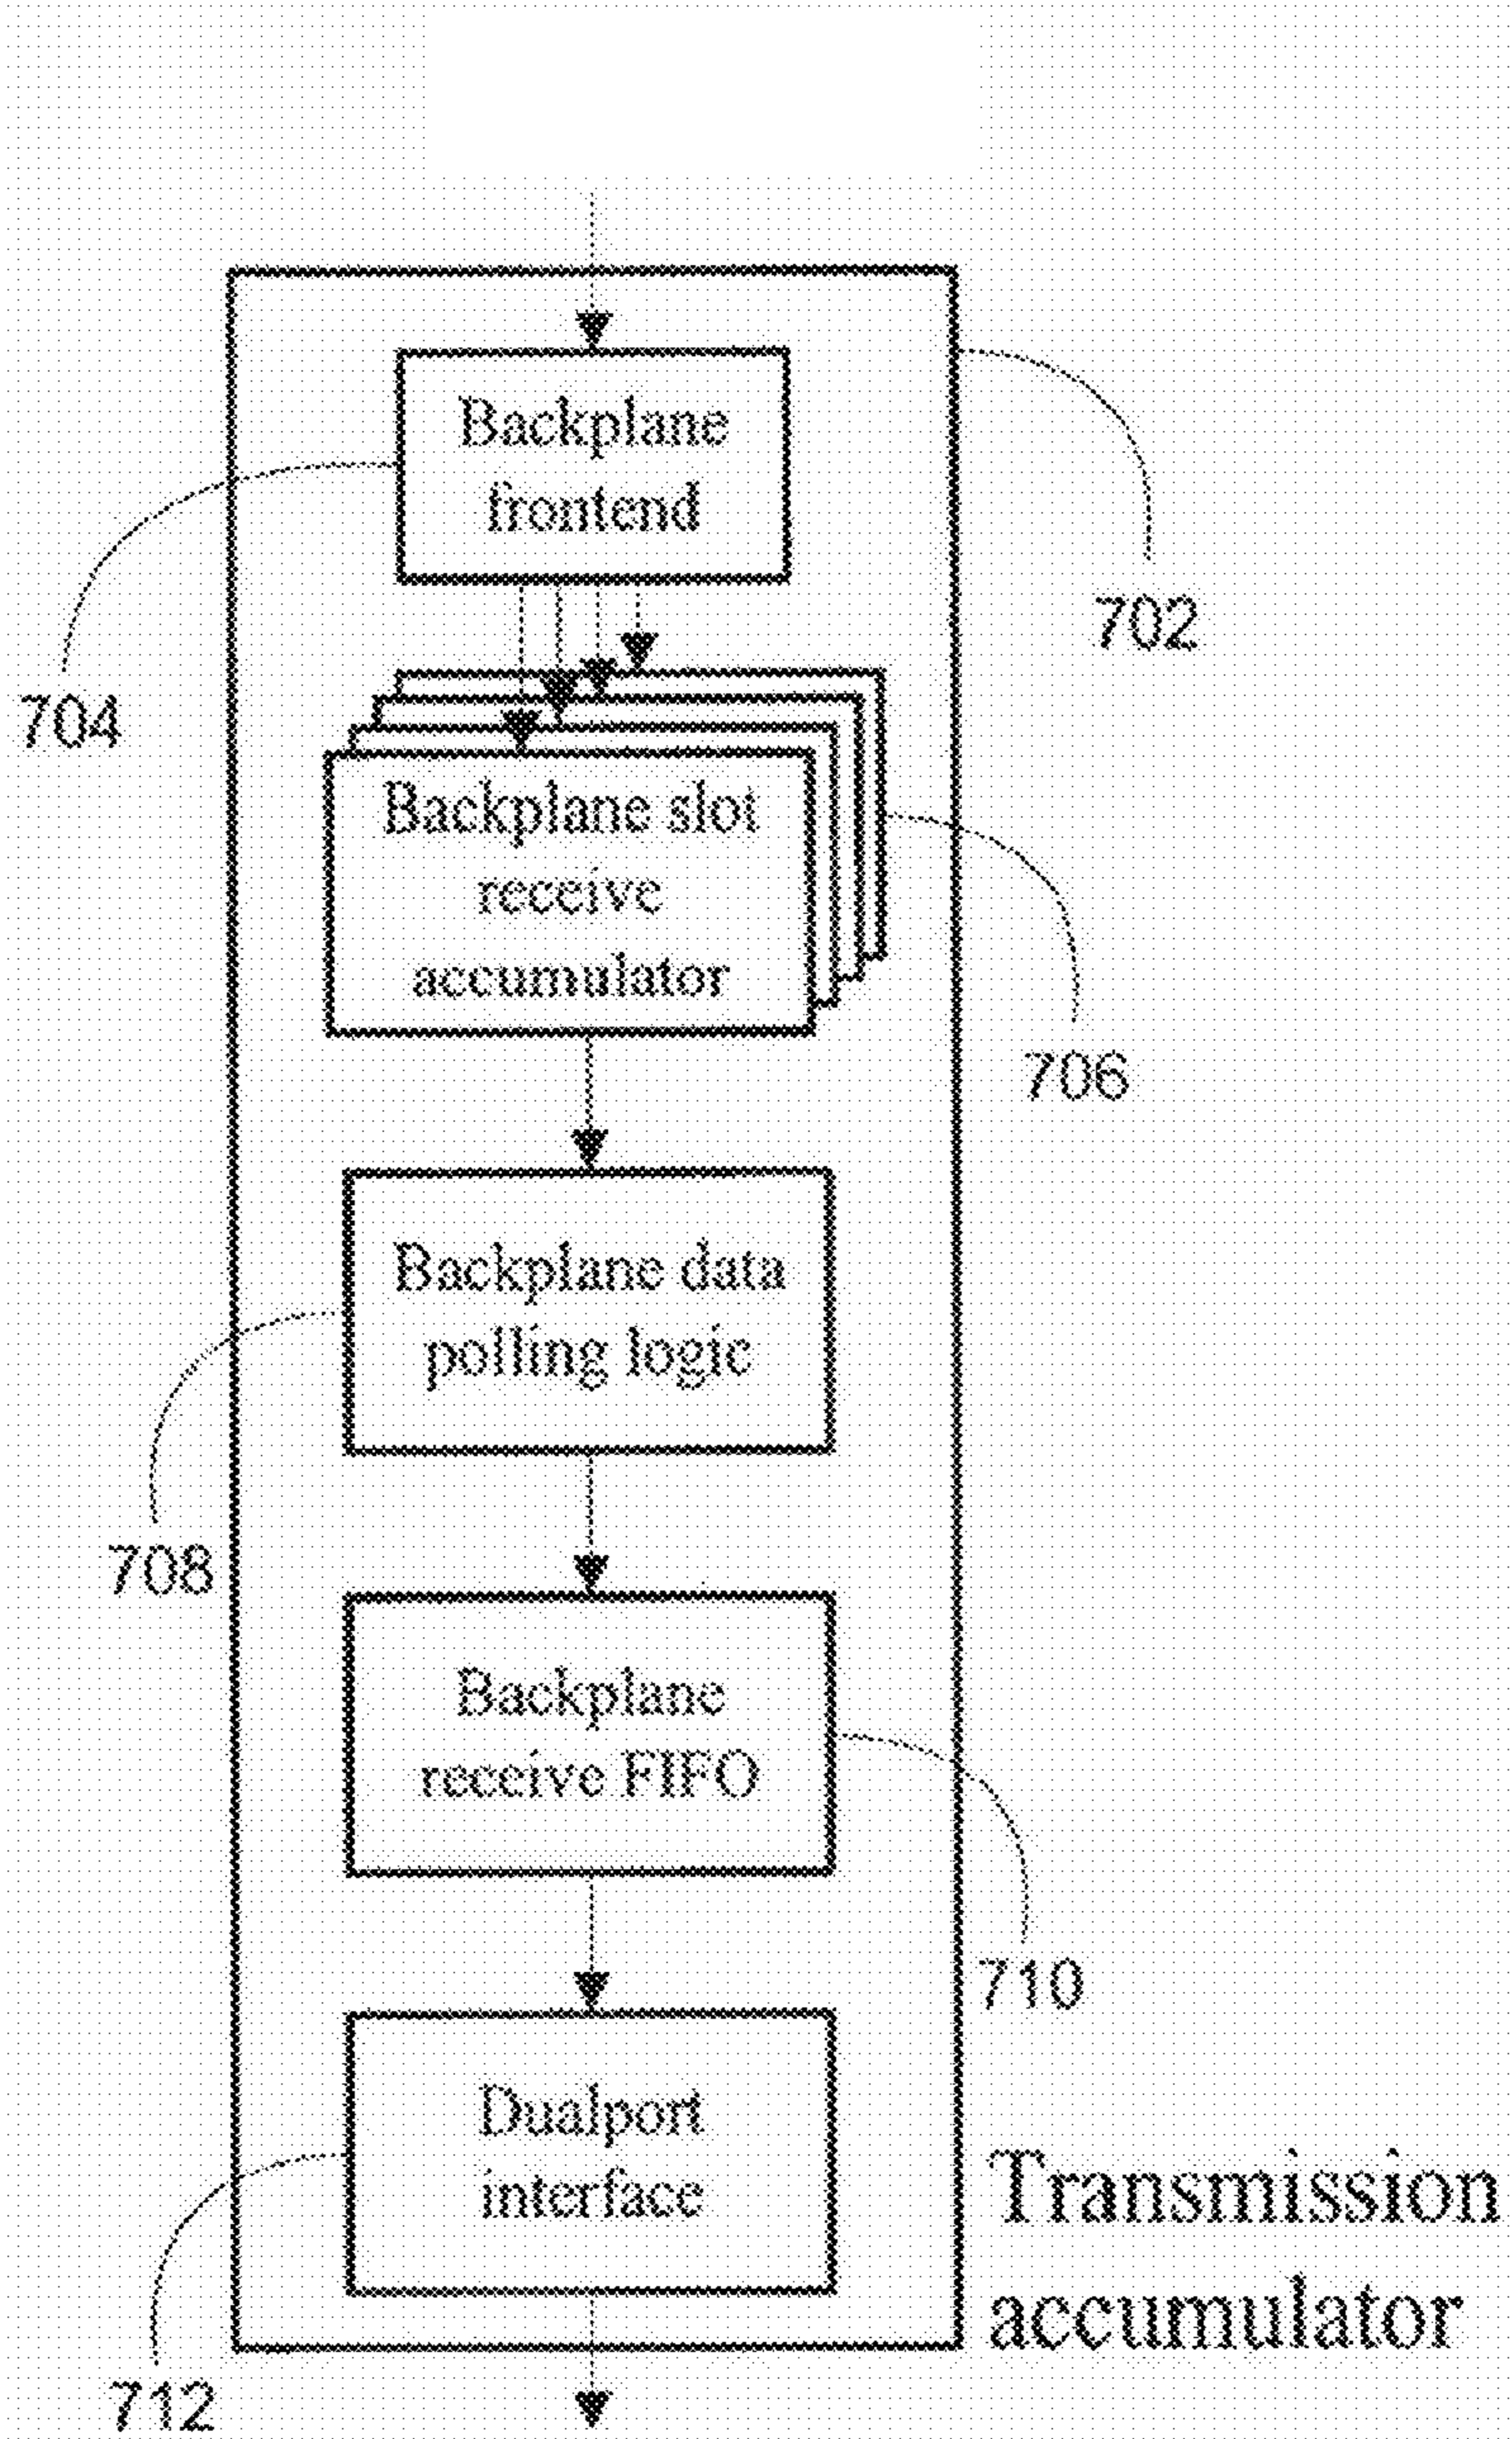 Backplane
frontend
702
704
Backplane slot
receive
accumulator
706
Backplane data
polling logic
708
Backplane
receive FIFO
710
Dualport
interface
Transmission
accumulator
712